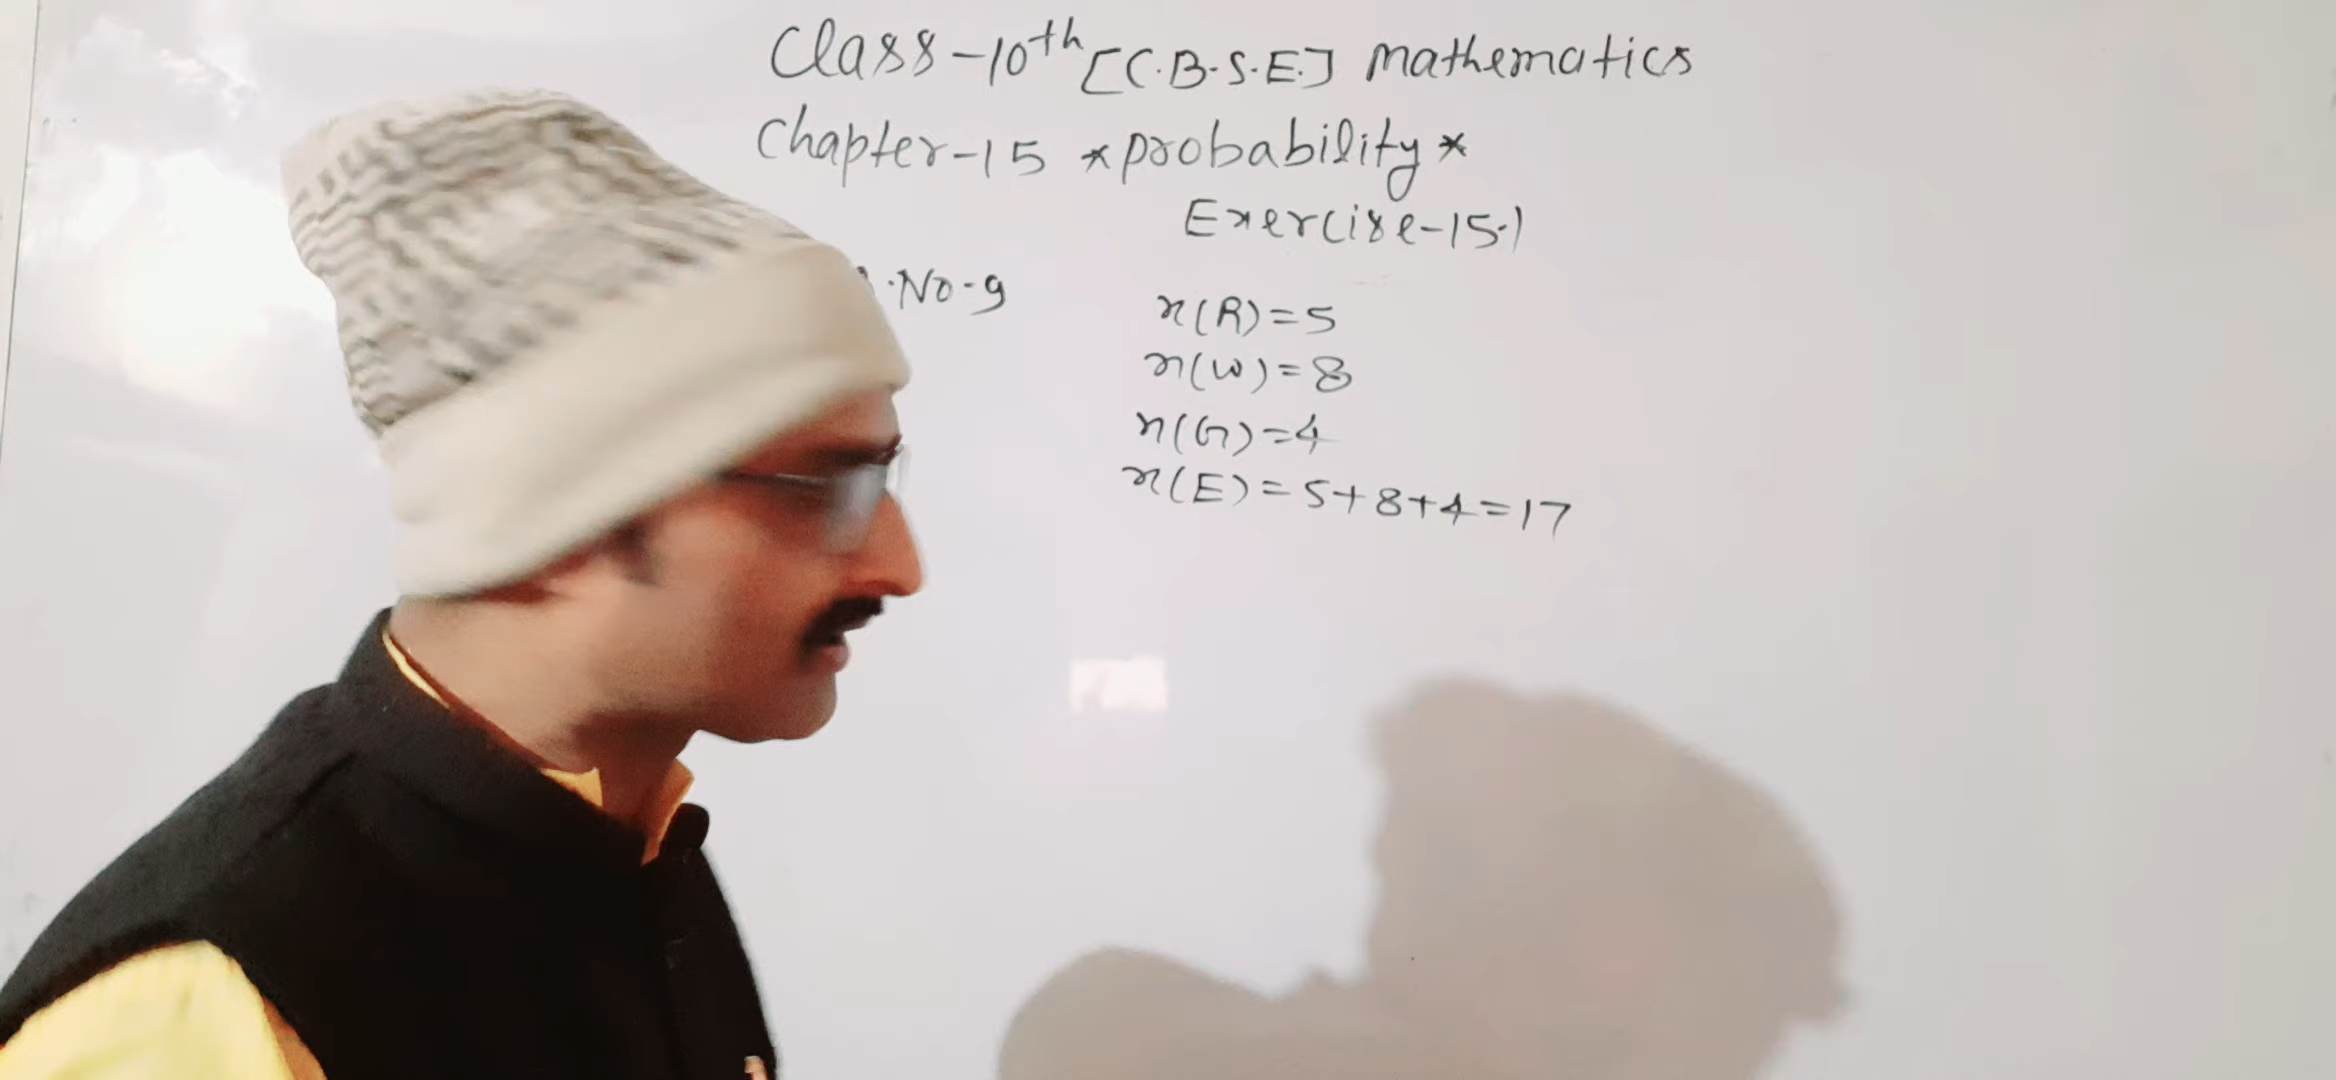 Class-10th [C.B.S.E.] Mathematics
Chapter-15 *probability*
Exercise-15.1
.No-9
n(R)=5
n(W)=8
n(G)=4
n(E)=5+8+4=17